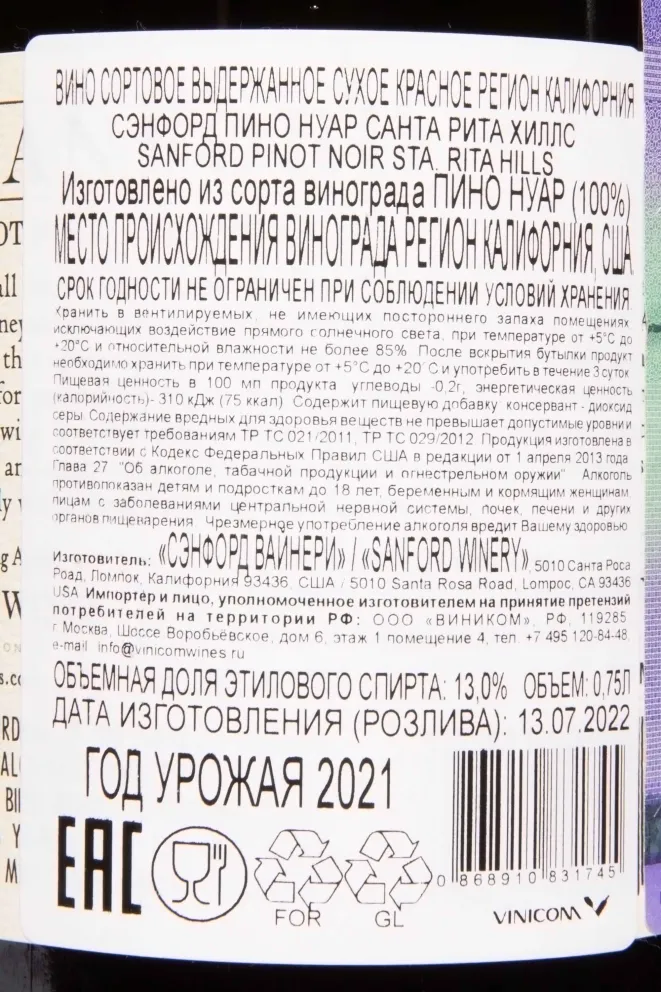 ВИНО СОРТОВОЕ ВЫДЕРЖАННОЕ СУХОЕ КРАСНОЕ РЕГИОН КАЛИФОРНИЯ
СЭНФОРД ПИНО НУАР САНТА РИТА ХИЛЛС
SANFORD PINOT NOIR STA. RITA HILLS
Изготовлено из сорта винограда ПИНО НУАР (100%)
МЕСТО ПРОИСХОЖДЕНИЯ ВИНОГРАДА РЕГИОН КАЛИФОРНИЯ, США
СРОК ГОДНОСТИ НЕ ОГРАНИЧЕН ПРИ СОБЛЮДЕНИИ УСЛОВИЙ ХРАНЕНИЯ.
Хранить в вентилируемых, не имеющих постороннего запаха помещениях,
исключающих воздействие прямого солнечного света, при температуре от +5°С до
+20°С и относительной влажности не более 85%. После вскрытия бутылки продукт
необходимо хранить при температуре от +5°С до +20°С и употребить в течение 3 суток.
Пищевая ценность в 100 мл продукта: углеводы -0,2г, энергетическая ценность
(калорийность)- 310 кДж (75 ккал). Содержит пищевую добавку: консервант - диоксид
серы. Содержание вредных для здоровья веществ не превышает допустимые уровни и
соответствует требованиям ТР ТС 021/2011, ТР ТС 029/2012. Продукция изготовлена в
соответствии с Кодекс Федеральных Правил США в редакции от 1 апреля 2013 года
Глава 27 "Об алкоголе, табачной продукции и огнестрельном оружии". Алкоголь
противопоказан детям и подросткам до 18 лет, беременным и кормящим женщинам,
лицам с заболеваниями центральной нервной системы, почек, печени и других
органов пищеварения. Чрезмерное употребление алкоголя вредит Вашему здоровью.
Изготовитель: «СЭНФОРД ВАЙНЕРИ» / «SANFORD WINERY», 5010 Санта Роса
Роад, Ломпок, Калифорния 93436, США / 5010 Santa Rosa Road, Lompoc, CA 93436
USA. Импортёр и лицо, уполномоченное изготовителем на принятие претензий
потребителей на территории РФ: ООО «ВИНИКОМ», РФ, 119285,
г. Москва, Шоссе Воробьёвское, дом 6, этаж 1 помещение 4, тел. +7 495 120-84-48,
e-mail: info@vinicomwines.ru
ОБЪЕМНАЯ ДОЛЯ ЭТИЛОВОГО СПИРТА: 13,0% ОБЪЕМ: 0,75Л
ДАТА ИЗГОТОВЛЕНИЯ (РОЗЛИВА): 13.07.2022
ГОД УРОЖАЯ 2021
EAC
FOR
GL
0 868910 831745
VINICOM